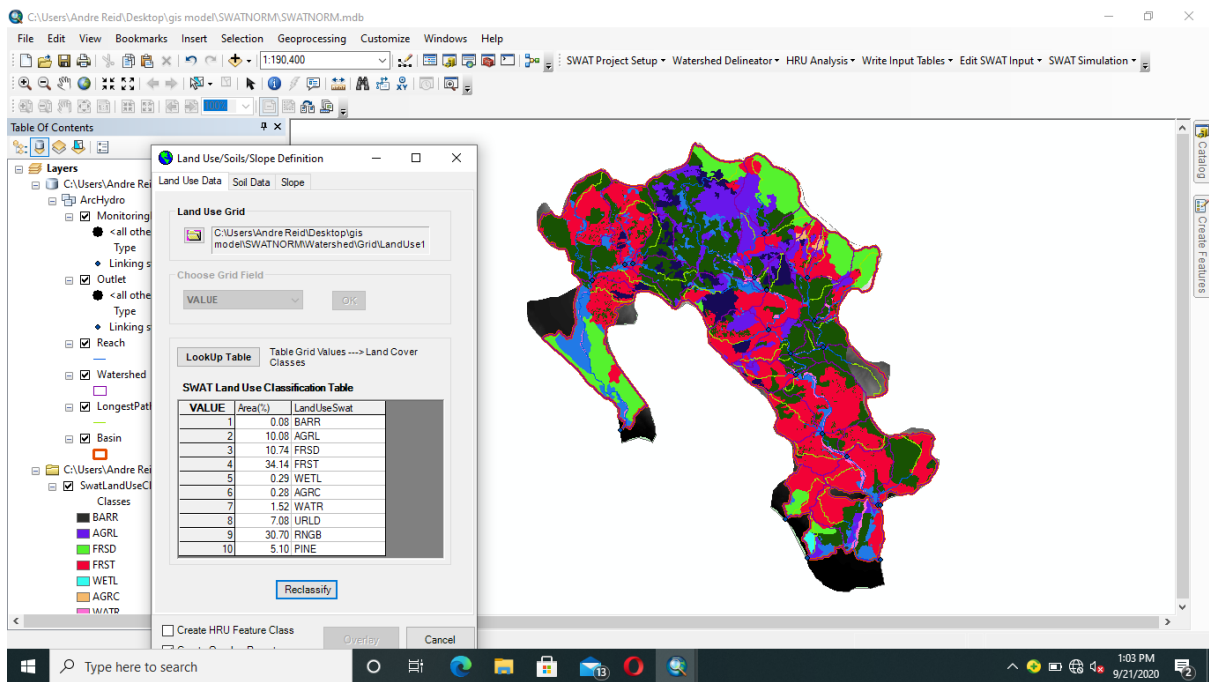 C:\Users\Andre Reid\Desktop\gis model\SWATNORM\SWATNORM.mdb
File Edit View Bookmarks Insert Selection Geoprocessing Customize Windows Help
1:190,400
SWAT Project Setup Watershed Delineator HRU Analysis Write Input Tables Edit SWAT Input SWAT Simulation
100%
Table Of Contents
Layers
C:\Users\Andre Rei
ArcHydro
Monitoring
<all othe
Type
Linking s
Outlet
<all othe
Type
Linking s
Reach
Watershed
LongestPatl
Basin
C:\Users\Andre Rei
SwatLandUseCl
Classes
BARR
AGRL
FRSD
FRST
WETL
AGRC
WATR
Land Use/Soils/Slope Definition
Land Use Data Soil Data Slope
Land Use Grid
C:\Users\Andre Reid\Desktop\gis
model\SWATNORM\Watershed\Grid\LandUse1
Choose Grid Field
VALUE OK
LookUp Table Table Grid Values ---> Land Cover
Classes
SWAT Land Use Classification Table
VALUE Area(%) LandUseSwat
1 0.08 BARR
2 10.08 AGRL
3 10.74 FRSD
4 34.14 FRST
5 0.29 WETL
6 0.28 AGRC
7 1.52 WATR
8 7.08 URLD
9 30.70 RNGB
10 5.10 PINE
Reclassify
Create HRU Feature Class
Overlay Cancel
Catalog
Create Features
Type here to search
13
1:03 PM
9/21/2020
2